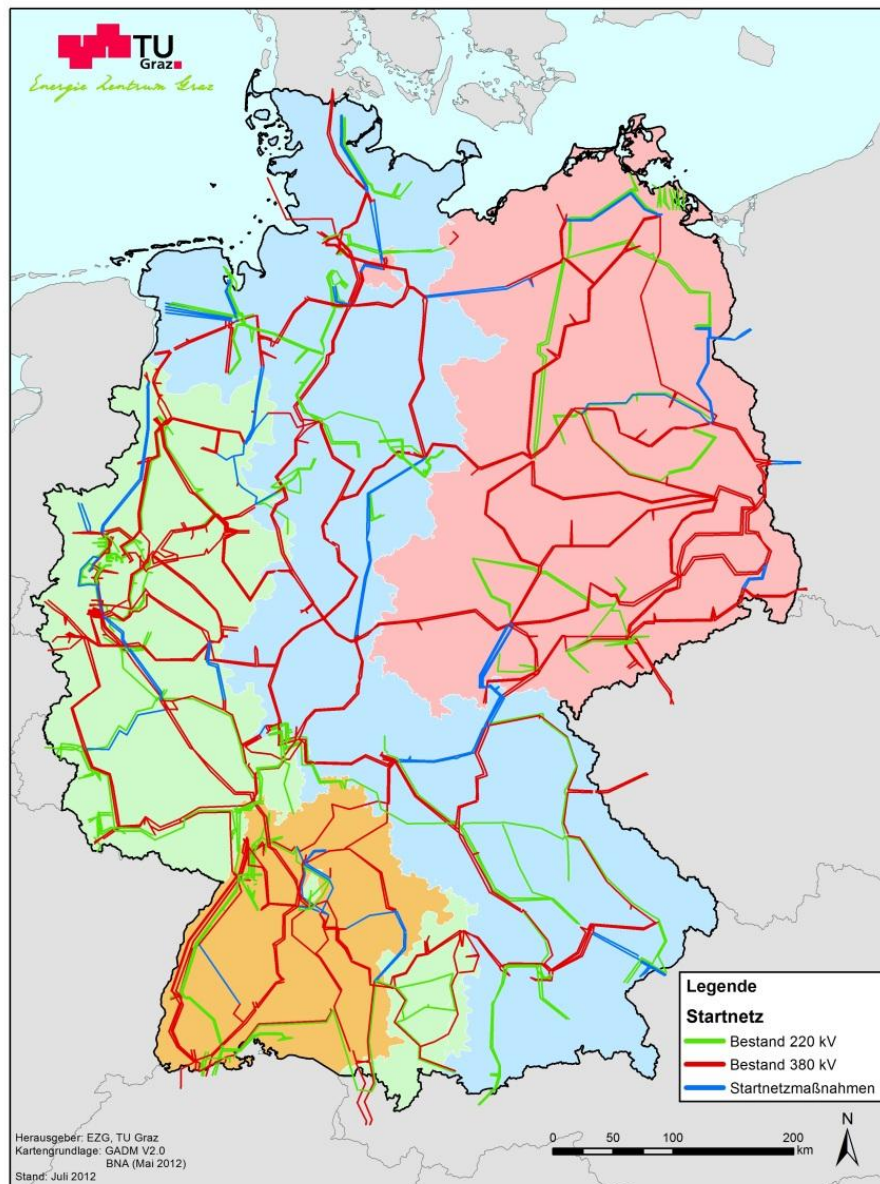 TU
Graz
Energie Zentrum Graz
Legende
Startnetz
Bestand 220 kV
Bestand 380 kV
Startnetzmaßnahmen
Herausgeber: EZG, TU Graz
Kartengrundlage: GADM V2.0
BNA (Mai 2012)
Stand: Juli 2012
0 50 100 200
km
N